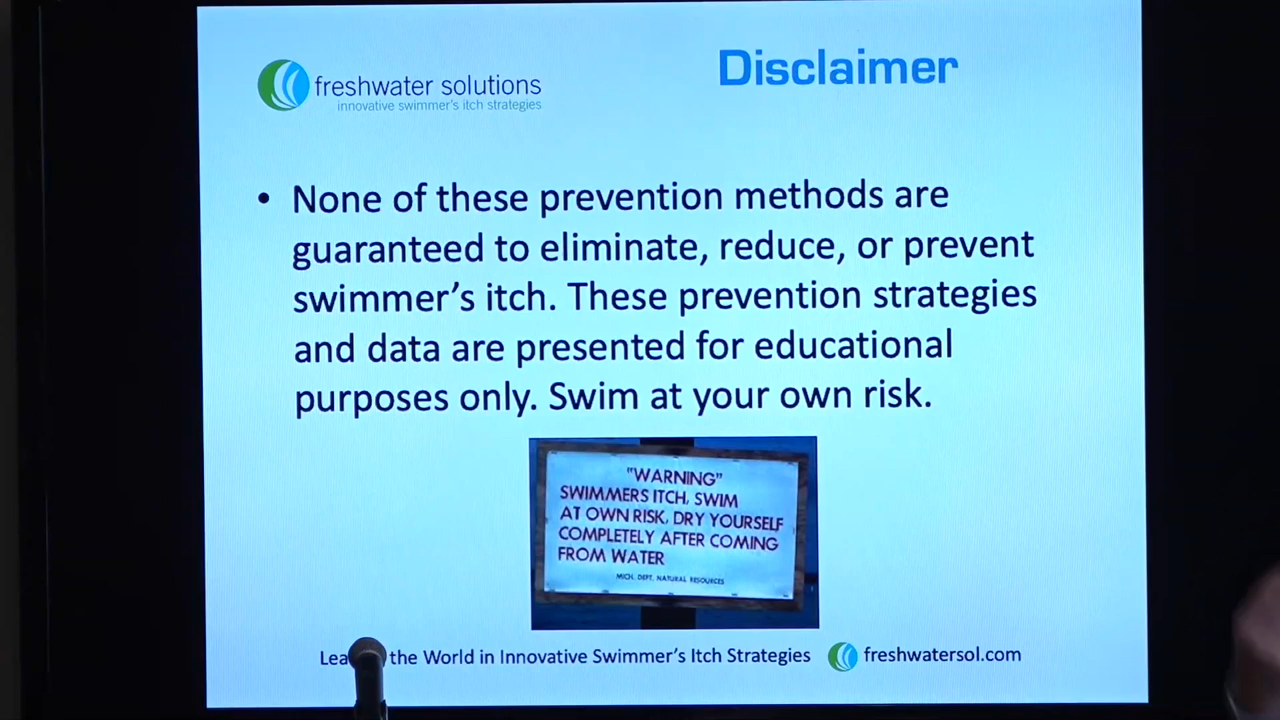 freshwater solutions
innovative swimmer's itch strategies
Disclaimer
• None of these prevention methods are
guaranteed to eliminate, reduce, or prevent
swimmer's itch. These prevention strategies
and data are presented for educational
purposes only. Swim at your own risk.
"WARNING"
SWIMMERS ITCH, SWIM
AT OWN RISK, DRY YOURSELF
COMPLETELY AFTER COMING
FROM WATER
MICH. DEPT. NATURAL RESOURCES
the World in Innovative Swimmer's Itch Strategies
freshwatersol.com